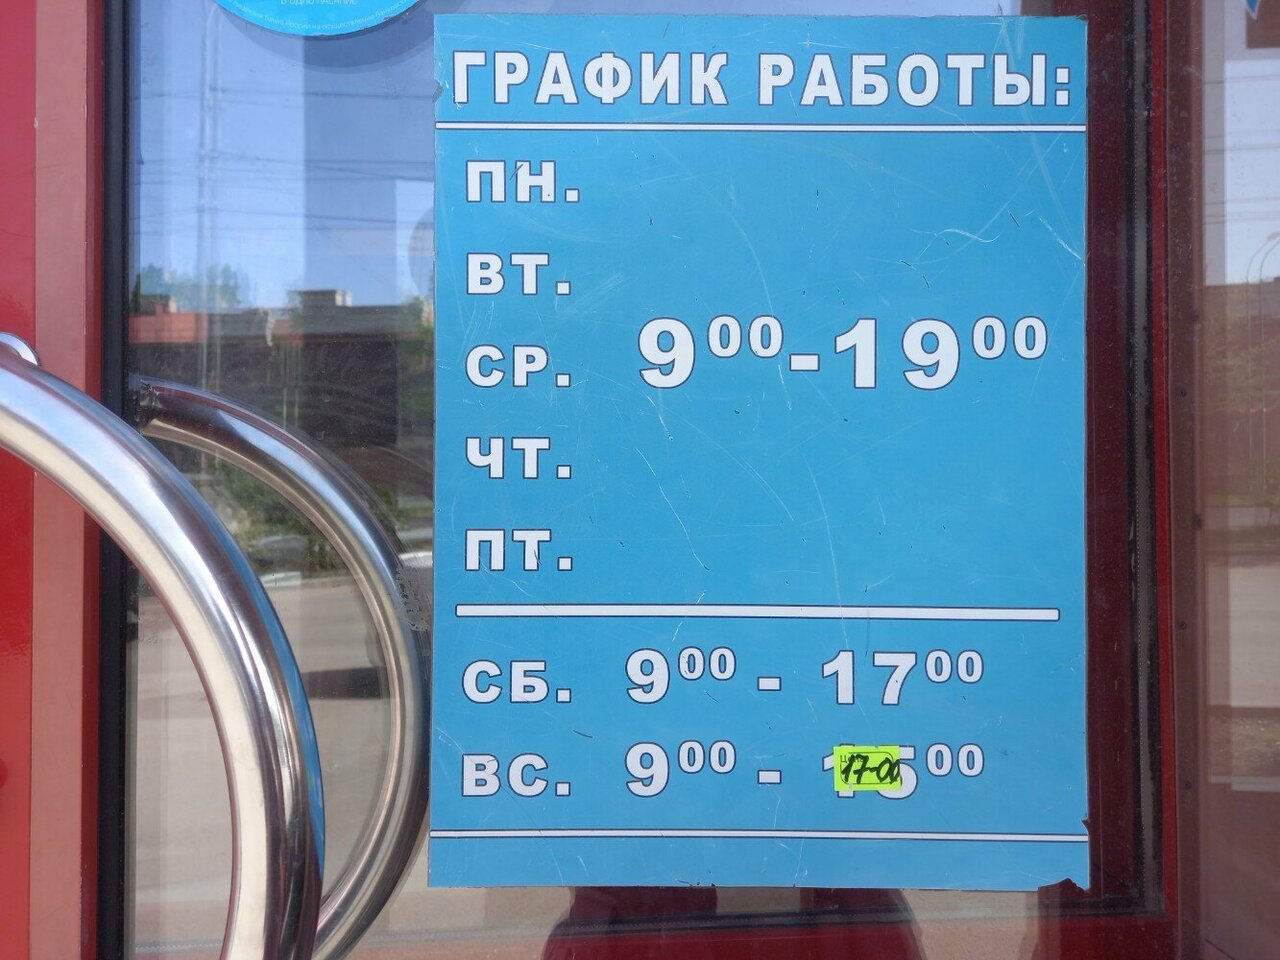 ГРАФИК РАБОТЫ:
ПН.
ВТ.
СР. 9⁰⁰-19⁰⁰
ЧТ.
ПТ.
СБ. 9⁰⁰ - 17⁰⁰
ВС. 9⁰⁰ - 17-00